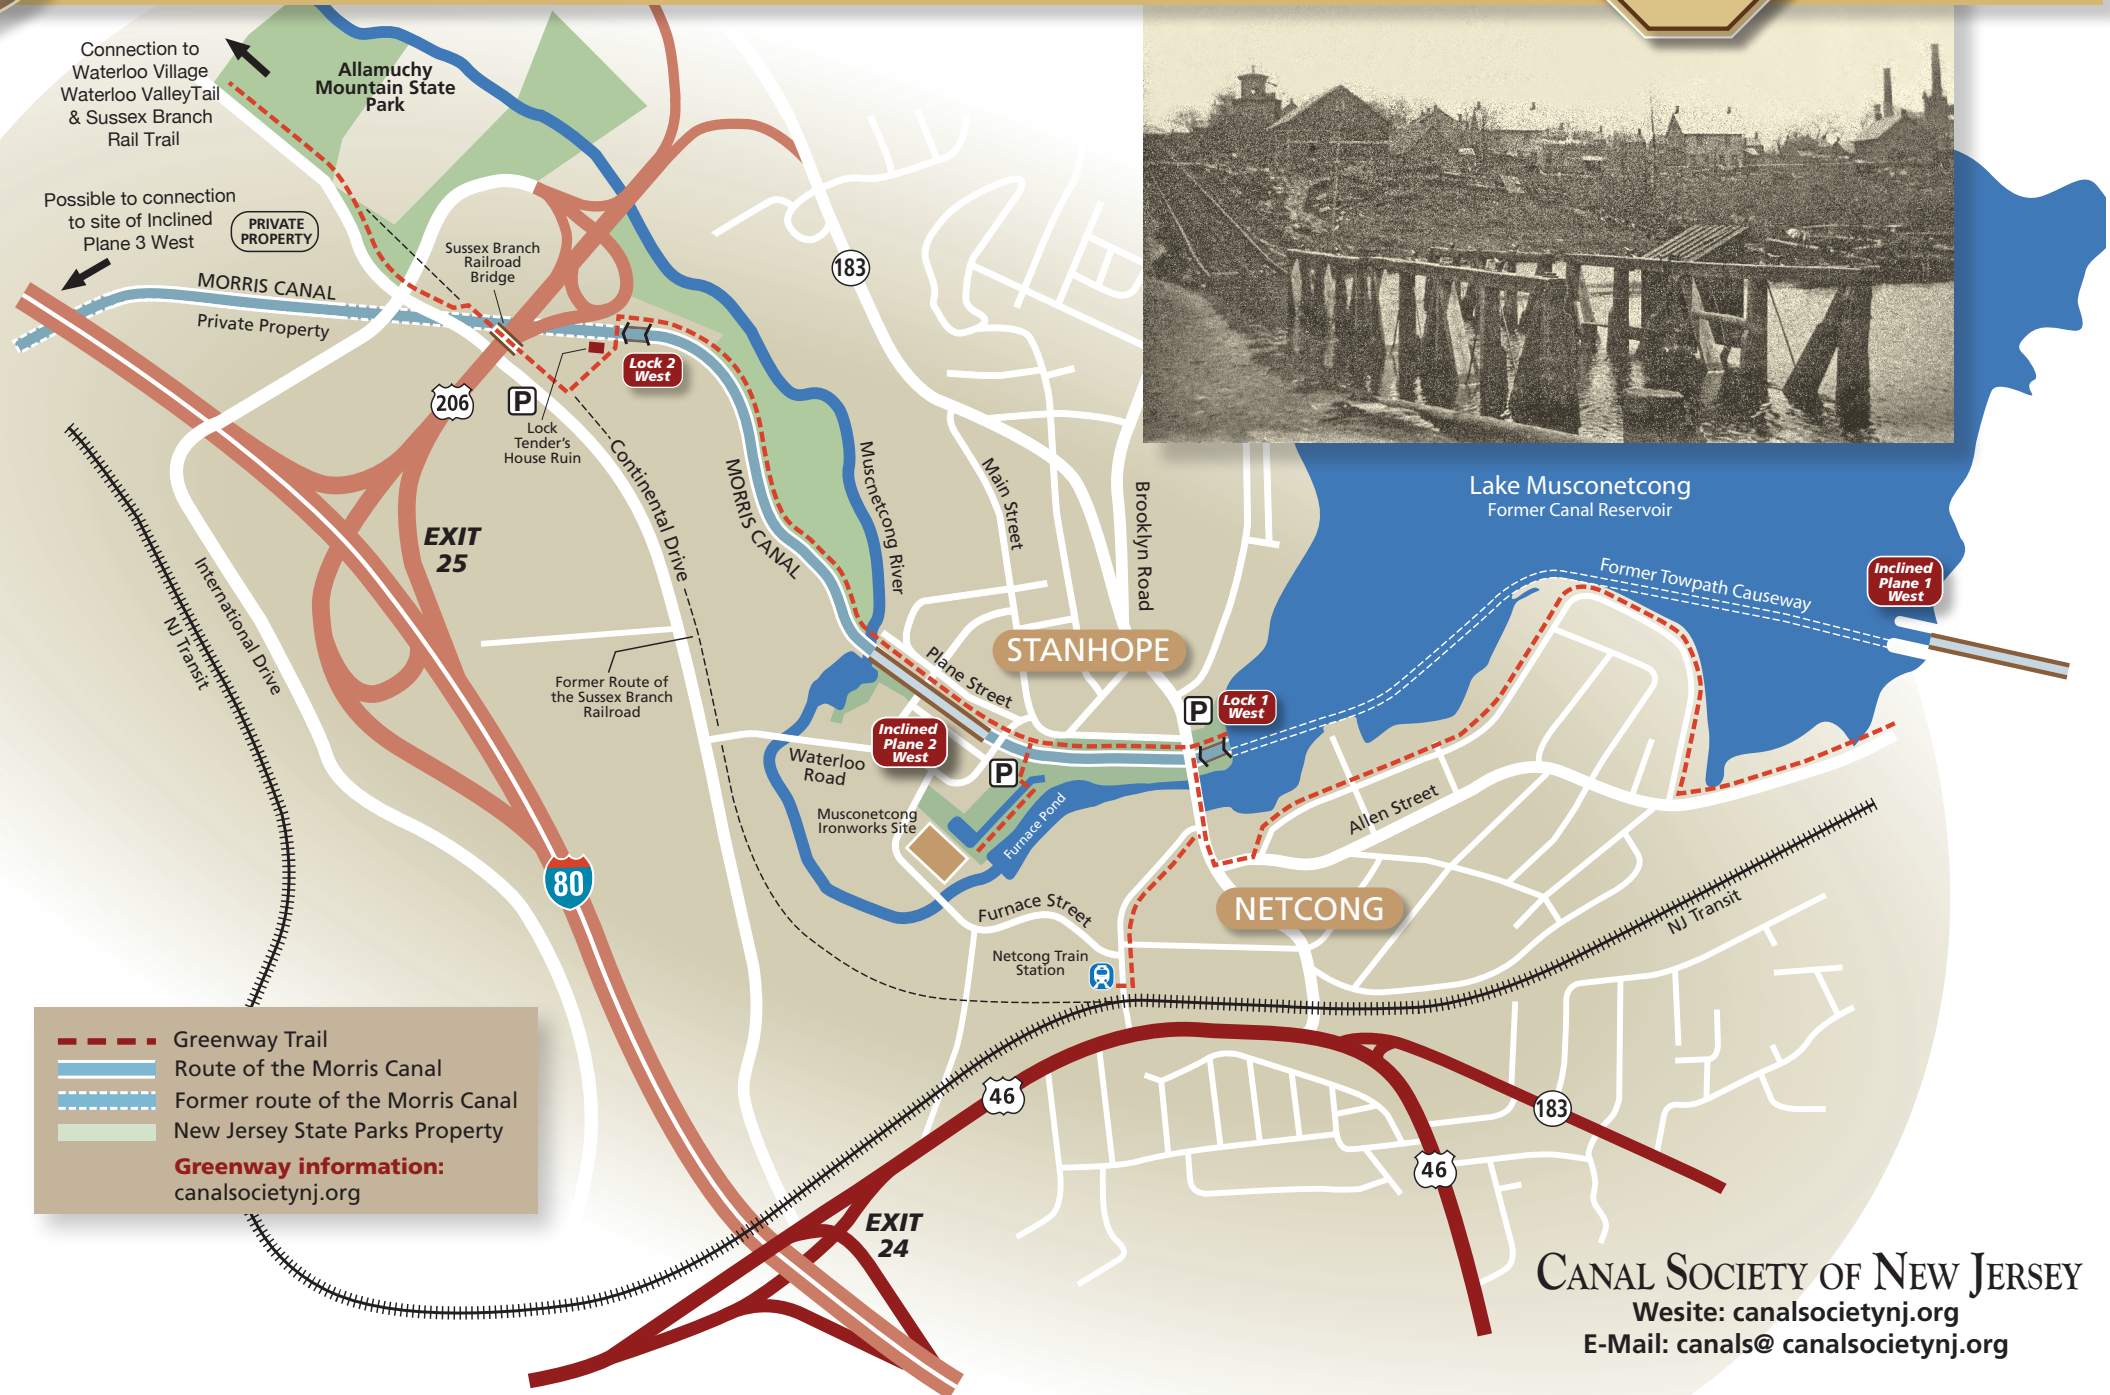 Connection to
Waterloo Village
Waterloo ValleyTail
& Sussex Branch
Rail Trail
Allamuchy
Mountain State
Park
Possible to connection
to site of Inclined
Plane 3 West
PRIVATE
PROPERTY
MORRIS CANAL
Private Property
Sussex Branch
Railroad
Bridge
183
206
P
Lock
Tender's
House Ruin
Lock 2
West
Continental Drive
MORRIS CANAL
Muscnetcong River
Main Street
Brooklyn Road
Lake Musconetcong
Former Canal Reservoir
Former Towpath Causeway
Inclined
Plane 1
West
EXIT
25
International Drive
NJ Transit
Former Route of
the Sussex Branch
Railroad
STANHOPE
Plane Street
P
Lock 1
West
Inclined
Plane 2
West
Waterloo
Road
P
Musconetcong
Ironworks Site
Furnace Pond
Allen Street
80
Furnace Street
NETCONG
Netcong Train
Station
NJ Transit
Greenway Trail
Route of the Morris Canal
Former route of the Morris Canal
New Jersey State Parks Property
Greenway information:
canalsocietynj.org
46
183
46
EXIT
24
CANAL SOCIETY OF NEW JERSEY
Wesite: canalsocietynj.org
E-Mail: canals@ canalsocietynj.org